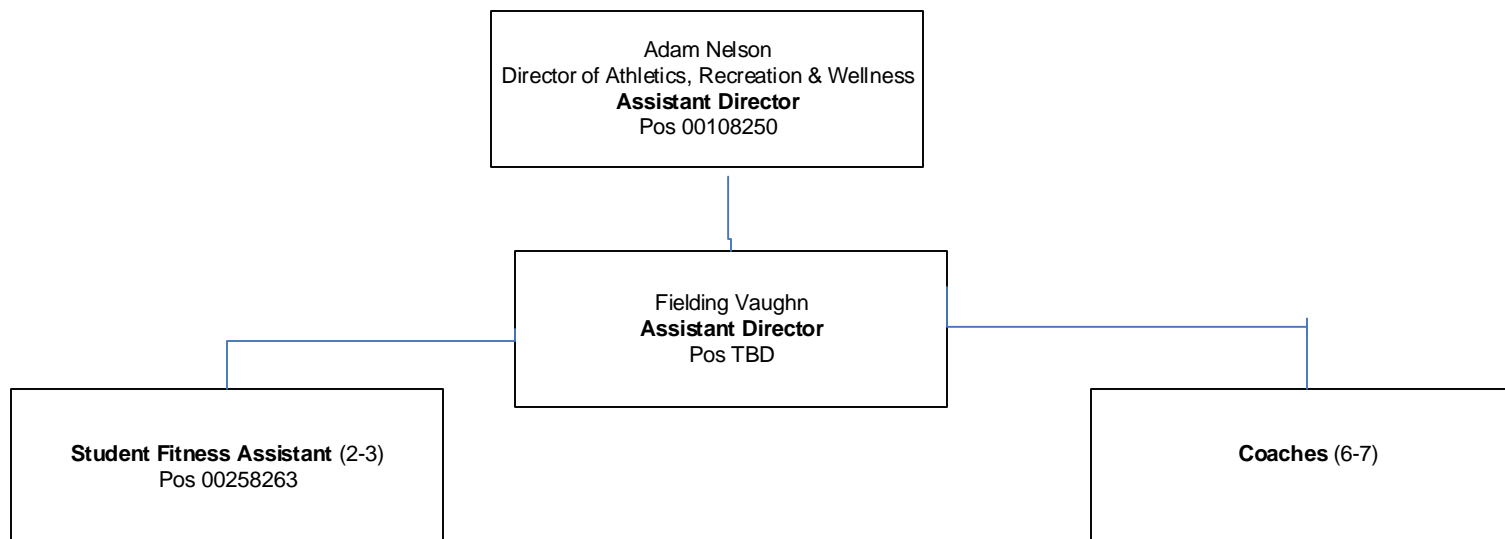 Adam Nelson
Director of Athletics, Recreation & Wellness
Assistant Director
Pos 00108250
Fielding Vaughn
Assistant Director
Pos TBD
Student Fitness Assistant (2-3)
Pos 00258263
Coaches (6-7)